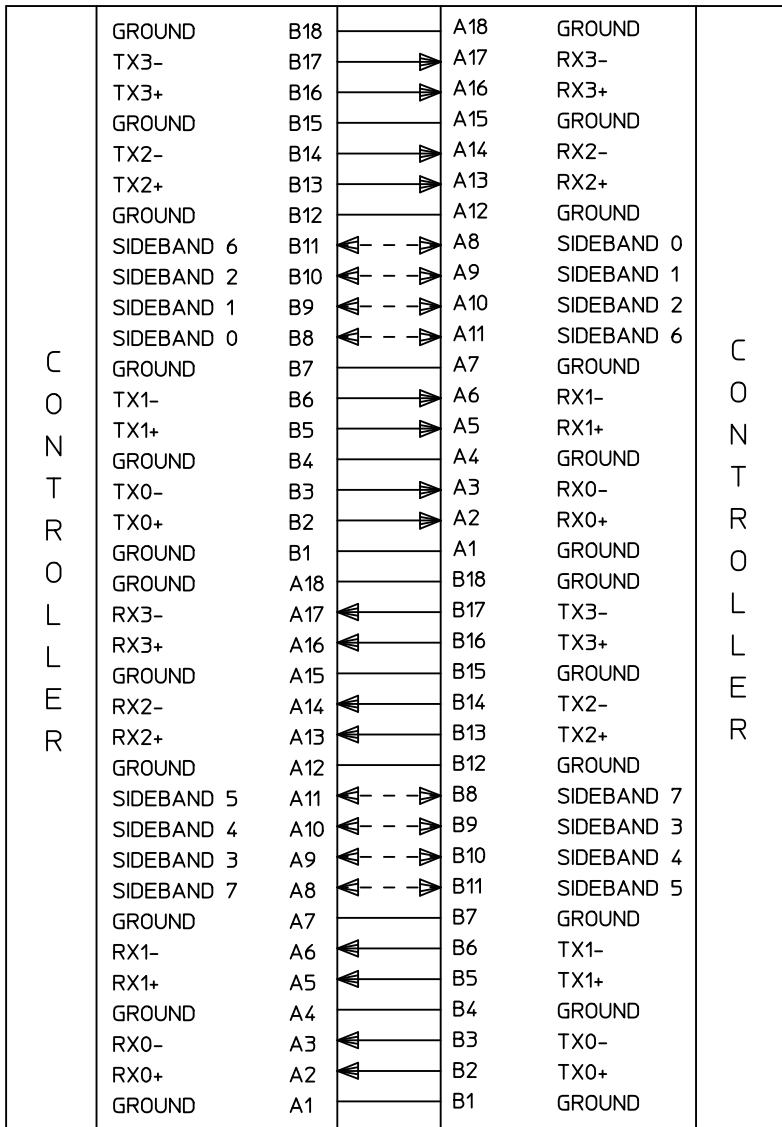 GROUND B18 A18 GROUND
TX3- B17 A17 RX3-
TX3+ B16 A16 RX3+
GROUND B15 A15 GROUND
TX2- B14 A14 RX2-
TX2+ B13 A13 RX2+
GROUND B12 A12 GROUND
SIDEBAND 6 B11 A8 SIDEBAND 0
SIDEBAND 2 B10 A9 SIDEBAND 1
SIDEBAND 1 B9 A10 SIDEBAND 2
SIDEBAND 0 B8 A11 SIDEBAND 6
GROUND B7 A7 GROUND
TX1- B6 A6 RX1-
TX1+ B5 A5 RX1+
GROUND B4 A4 GROUND
TX0- B3 A3 RX0-
TX0+ B2 A2 RX0+
GROUND B1 A1 GROUND
GROUND A18 B18 GROUND
RX3- A17 B17 TX3-
RX3+ A16 B16 TX3+
GROUND A15 B15 GROUND
RX2- A14 B14 TX2-
RX2+ A13 B13 TX2+
GROUND A12 B12 GROUND
SIDEBAND 5 A11 B8 SIDEBAND 7
SIDEBAND 4 A10 B9 SIDEBAND 3
SIDEBAND 3 A9 B10 SIDEBAND 4
SIDEBAND 7 A8 B11 SIDEBAND 5
GROUND A7 B7 GROUND
RX1- A6 B6 TX1-
RX1+ A5 B5 TX1+
GROUND A4 B4 GROUND
RX0- A3 B3 TX0-
RX0+ A2 B2 TX0+
GROUND A1 B1 GROUND
CONTROLLER
CONTROLLER